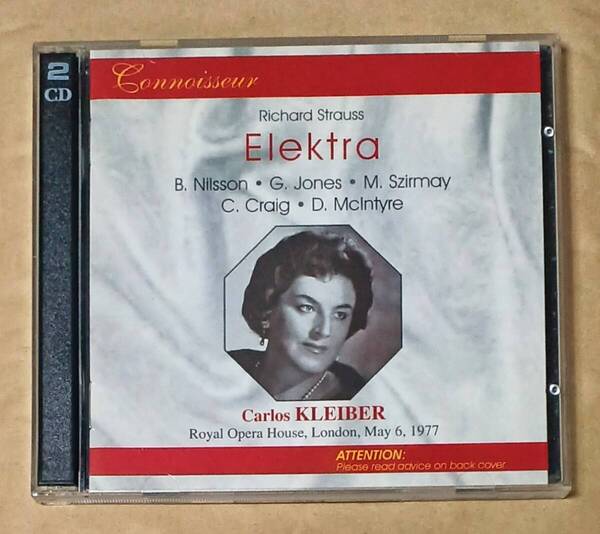 2
CD
Connoisseur
Richard Strauss
Elektra
B. Nilsson • G. Jones • M. Szirmay
C. Craig • D. McIntyre
Carlos KLEIBER
Royal Opera House, London, May 6, 1977
ATTENTION:
Please read advice on back cover